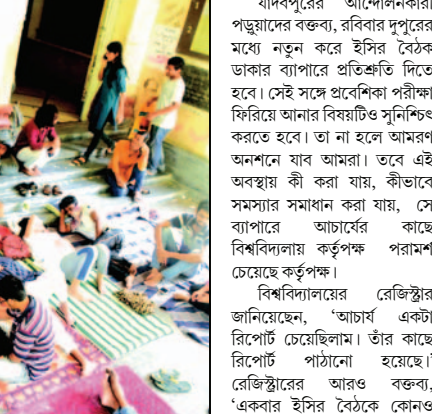 যাদবপুরের আন্দোলনকারী
পড়ুয়াদের বক্তব্য, রবিবার দুপুরের
মধ্যে নতুন করে ইসির বৈঠক
ডাকার ব্যাপারে প্রতিশ্রুতি দিতে
হবে। সেই সঙ্গে প্রবেশিকা পরীক্ষা
ফিরিয়ে আনার বিষয়টিও সুনিশ্চিৎ
করতে হবে। তা না হলে আমরণ
অনশনে যাব আমরা। তবে এই
অবস্থায় কী করা যায়, কীভাবে
সমস্যার সমাধান করা যায়, সে
ব্যাপারে আচার্যের কাছে
বিশ্ববিদ্যলায় কর্তৃপক্ষ পরামর্শ
চেয়েছে কর্তৃপক্ষ।
বিশ্ববিদ্যালয়ের রেজিস্ট্রার
জানিয়েছেন, ‘আচার্য একটা
রিপোর্ট চেয়েছিলাম। তাঁর কাছে
রিপোর্ট পাঠানো হয়েছে।’
রেজিস্ট্রারের আরও বক্তব্য,
‘একবার ইসির বৈঠকে কোনও